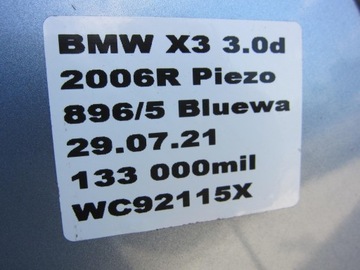 BMW X3 3.0d
2006R Piezo
896/5 Bluewa
29.07.21
133 000mil
WC92115X